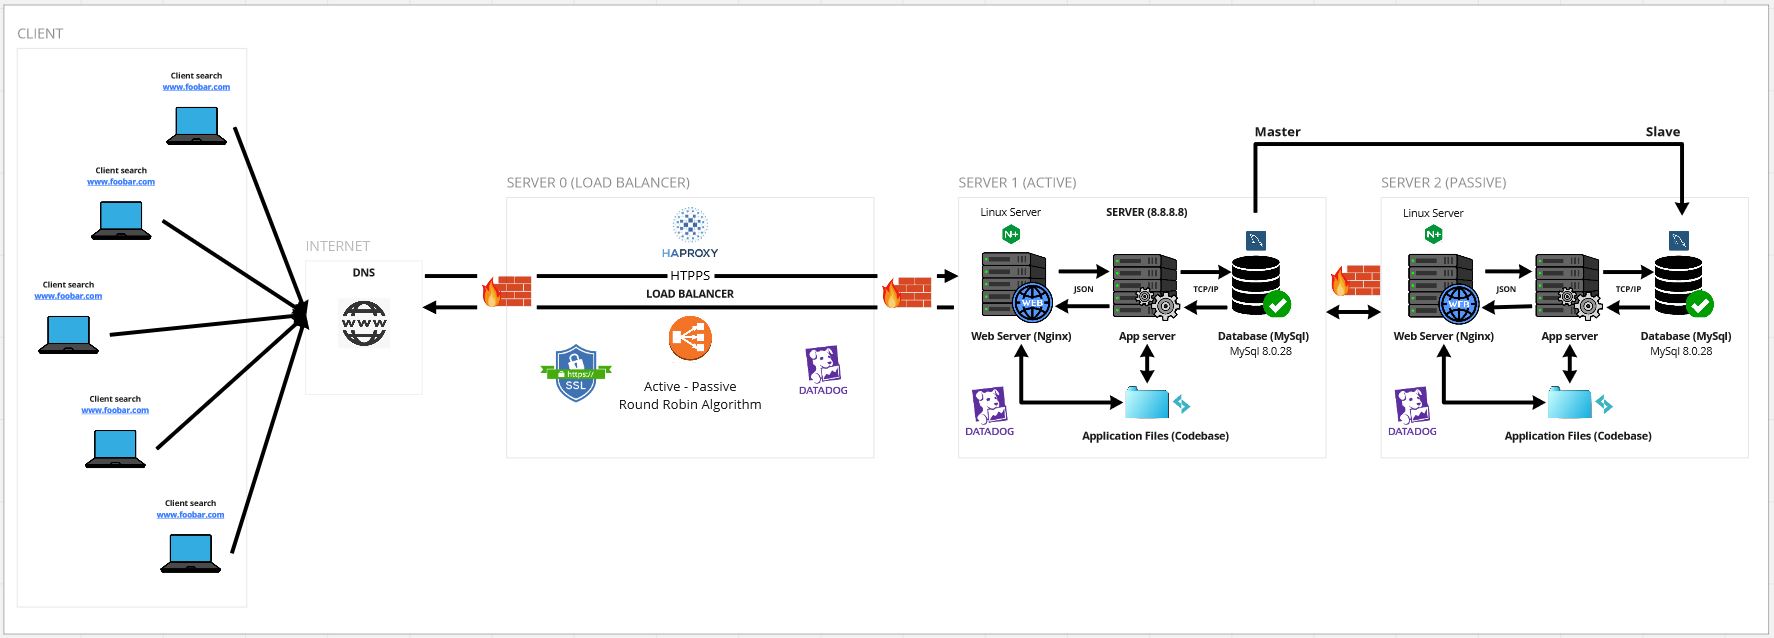 CLIENT
Client search
www.foobar.com
Client search
www.foobar.com
Client search
www.foobar.com
Client search
www.foobar.com
Client search
www.foobar.com
INTERNET
DNS
WWW
SERVER 0 (LOAD BALANCER)
HAPROXY
HTPPS
LOAD BALANCER
https://
SSL
Active - Passive
Round Robin Algorithm
DATADOG
Master
Slave
SERVER 1 (ACTIVE)
Linux Server
SERVER (8.8.8.8)
N+
JSON
TCP/IP
WEB
Web Server (Nginx)
App server
Database (MySql)
MySql 8.0.28
DATADOG
Application Files (Codebase)
SERVER 2 (PASSIVE)
Linux Server
N+
JSON
TCP/IP
WEB
Web Server (Nginx)
App server
Database (MySql)
MySql 8.0.28
DATADOG
Application Files (Codebase)